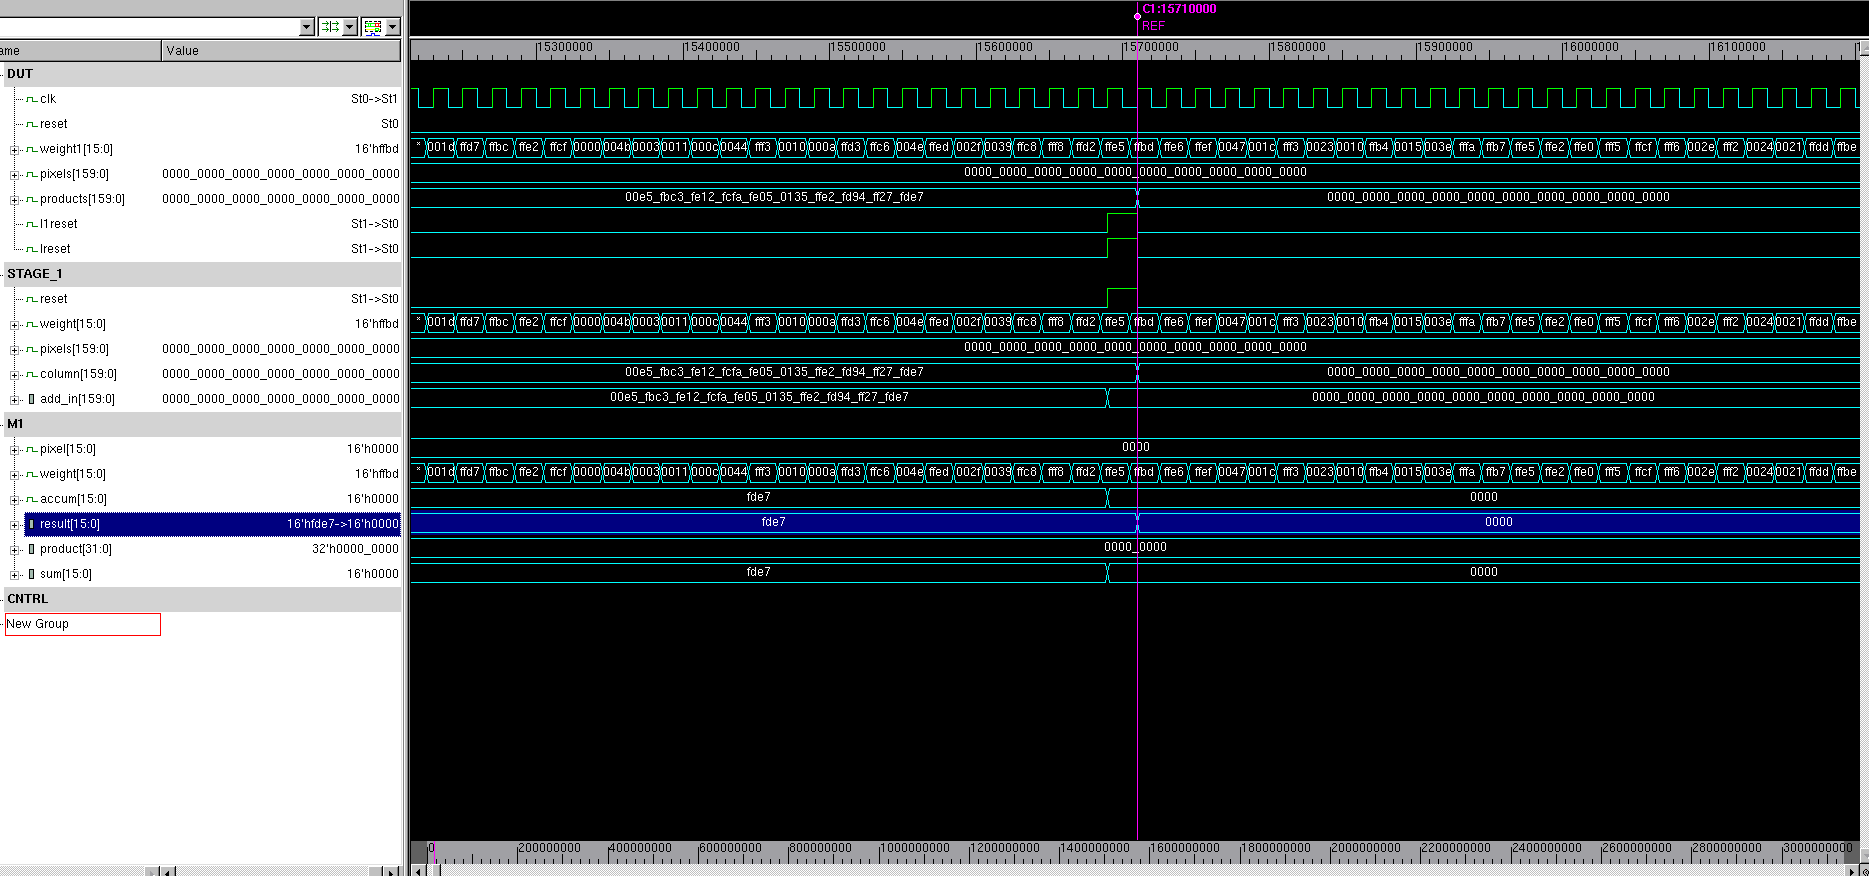 C1:15710000
REF
ame Value
15300000 15400000 15500000 15600000 15700000 15800000 15900000 16000000 16100000
DUT
clk St0->St1
reset St0
weight1[15:0] 16'hffbd * 001d ffd7 ffbc ffe2 ffcf 0000 004b 0003 0011 000c 0044 fff3 0010 000a ffd3 ffc6 004e ffed 002f 0039 ffc8 fff8 ffd2 ffe5 ffbd ffe6 ffef 0047 001c fff3 0023 0010 ffb4 0015 003e fffa ffb7 ffe5 ffe2 ffe0 fff5 ffcf fff6 002e fff2 0024 0021 ffdd ffbe
pixels[159:0] 0000_0000_0000_0000_0000_0000_0000_0000_0000_0000 0000_0000_0000_0000_0000_0000_0000_0000_0000_0000
products[159:0] 0000_0000_0000_0000_0000_0000_0000_0000_0000_0000 00e5_fbc3_fe12_fcfa_fe05_0135_ffe2_fd94_ff27_fde7 0000_0000_0000_0000_0000_0000_0000_0000_0000_0000
l1reset St1->St0
lreset St1->St0
STAGE_1
reset St1->St0
weight[15:0] 16'hffbd * 001d ffd7 ffbc ffe2 ffcf 0000 004b 0003 0011 000c 0044 fff3 0010 000a ffd3 ffc6 004e ffed 002f 0039 ffc8 fff8 ffd2 ffe5 ffbd ffe6 ffef 0047 001c fff3 0023 0010 ffb4 0015 003e fffa ffb7 ffe5 ffe2 ffe0 fff5 ffcf fff6 002e fff2 0024 0021 ffdd ffbe
pixels[159:0] 0000_0000_0000_0000_0000_0000_0000_0000_0000_0000 0000_0000_0000_0000_0000_0000_0000_0000_0000_0000
column[159:0] 0000_0000_0000_0000_0000_0000_0000_0000_0000_0000 00e5_fbc3_fe12_fcfa_fe05_0135_ffe2_fd94_ff27_fde7 0000_0000_0000_0000_0000_0000_0000_0000_0000_0000
add_in[159:0] 0000_0000_0000_0000_0000_0000_0000_0000_0000_0000 00e5_fbc3_fe12_fcfa_fe05_0135_ffe2_fd94_ff27_fde7 0000_0000_0000_0000_0000_0000_0000_0000_0000_0000
M1
pixel[15:0] 16'h0000 0000
weight[15:0] 16'hffbd * 001d ffd7 ffbc ffe2 ffcf 0000 004b 0003 0011 000c 0044 fff3 0010 000a ffd3 ffc6 004e ffed 002f 0039 ffc8 fff8 ffd2 ffe5 ffbd ffe6 ffef 0047 001c fff3 0023 0010 ffb4 0015 003e fffa ffb7 ffe5 ffe2 ffe0 fff5 ffcf fff6 002e fff2 0024 0021 ffdd ffbe
accum[15:0] 16'h0000 fde7 0000
result[15:0] 16'hfde7->16'h0000 fde7 0000
product[31:0] 32'h0000_0000 0000_0000
sum[15:0] 16'h0000 fde7 0000
CNTRL
New Group
0 200000000 400000000 600000000 800000000 1000000000 1200000000 1400000000 1600000000 1800000000 2000000000 2200000000 2400000000 2600000000 2800000000 3000000000